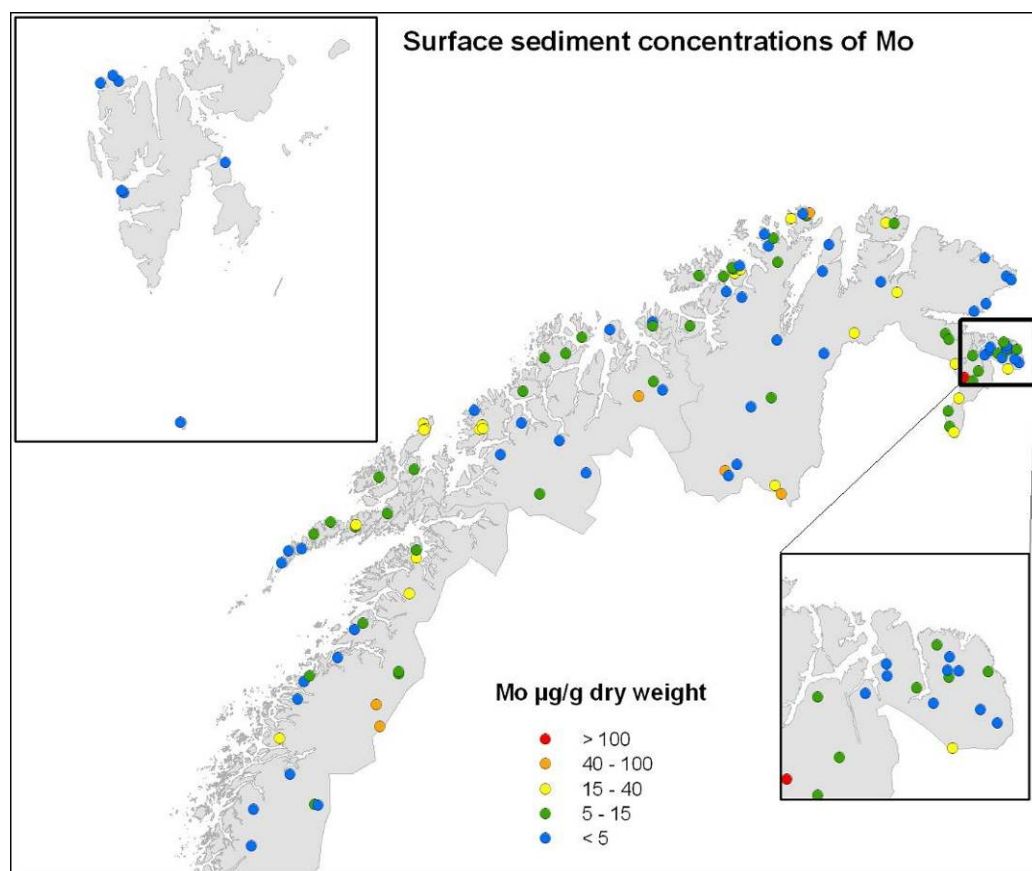 Surface sediment concentrations of Mo
Mo µg/g dry weight
> 100
40 - 100
15 - 40
5 - 15
< 5